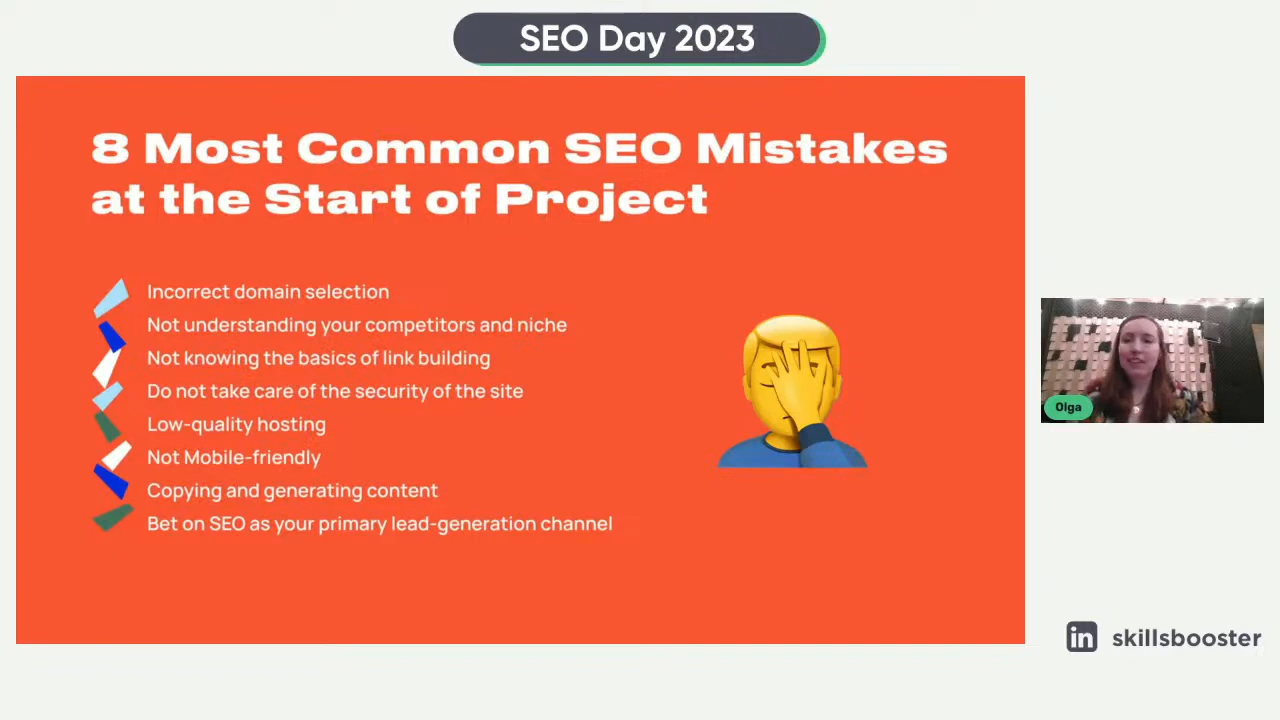 SEO Day 2023
8 Most Common SEO Mistakes
at the Start of Project
Incorrect domain selection
Not understanding your competitors and niche
Not knowing the basics of link building
Do not take care of the security of the site
Low-quality hosting
Not Mobile-friendly
Copying and generating content
Bet on SEO as your primary lead-generation channel
Olga
in skillsbooster